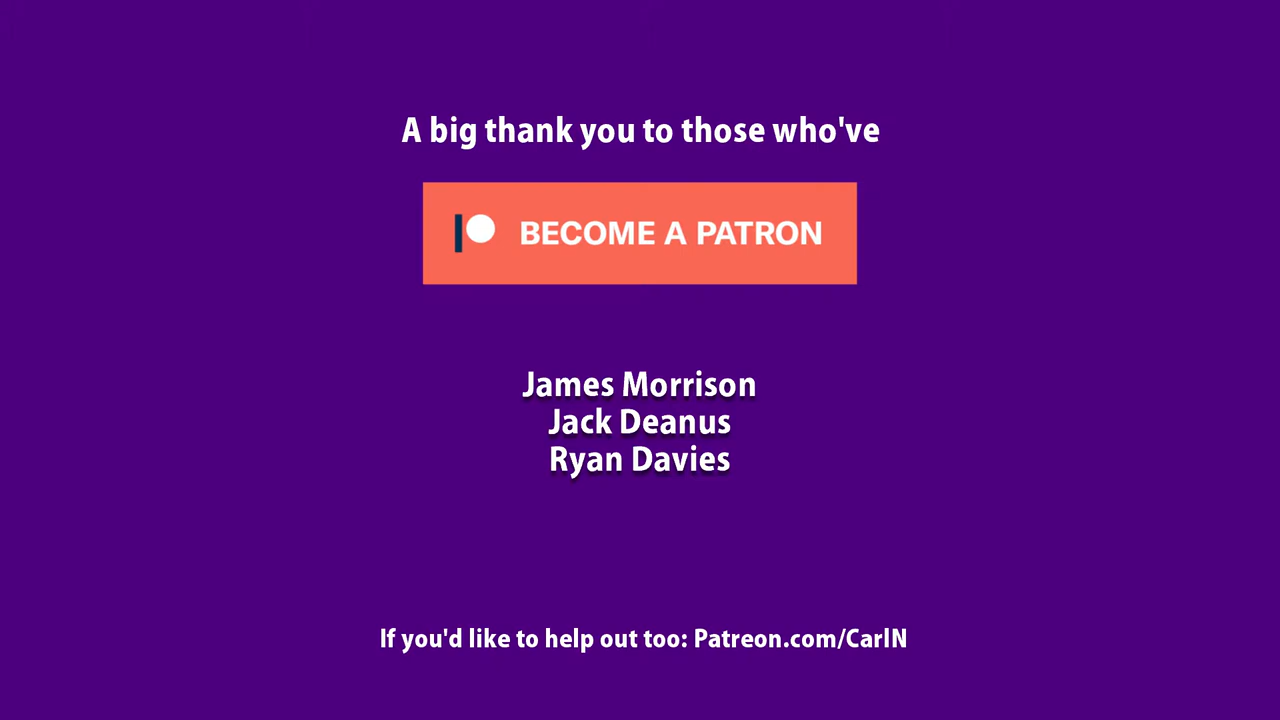 A big thank you to those who've
BECOME A PATRON
James Morrison
Jack Deanus
Ryan Davies
If you'd like to help out too: Patreon.com/CarlN